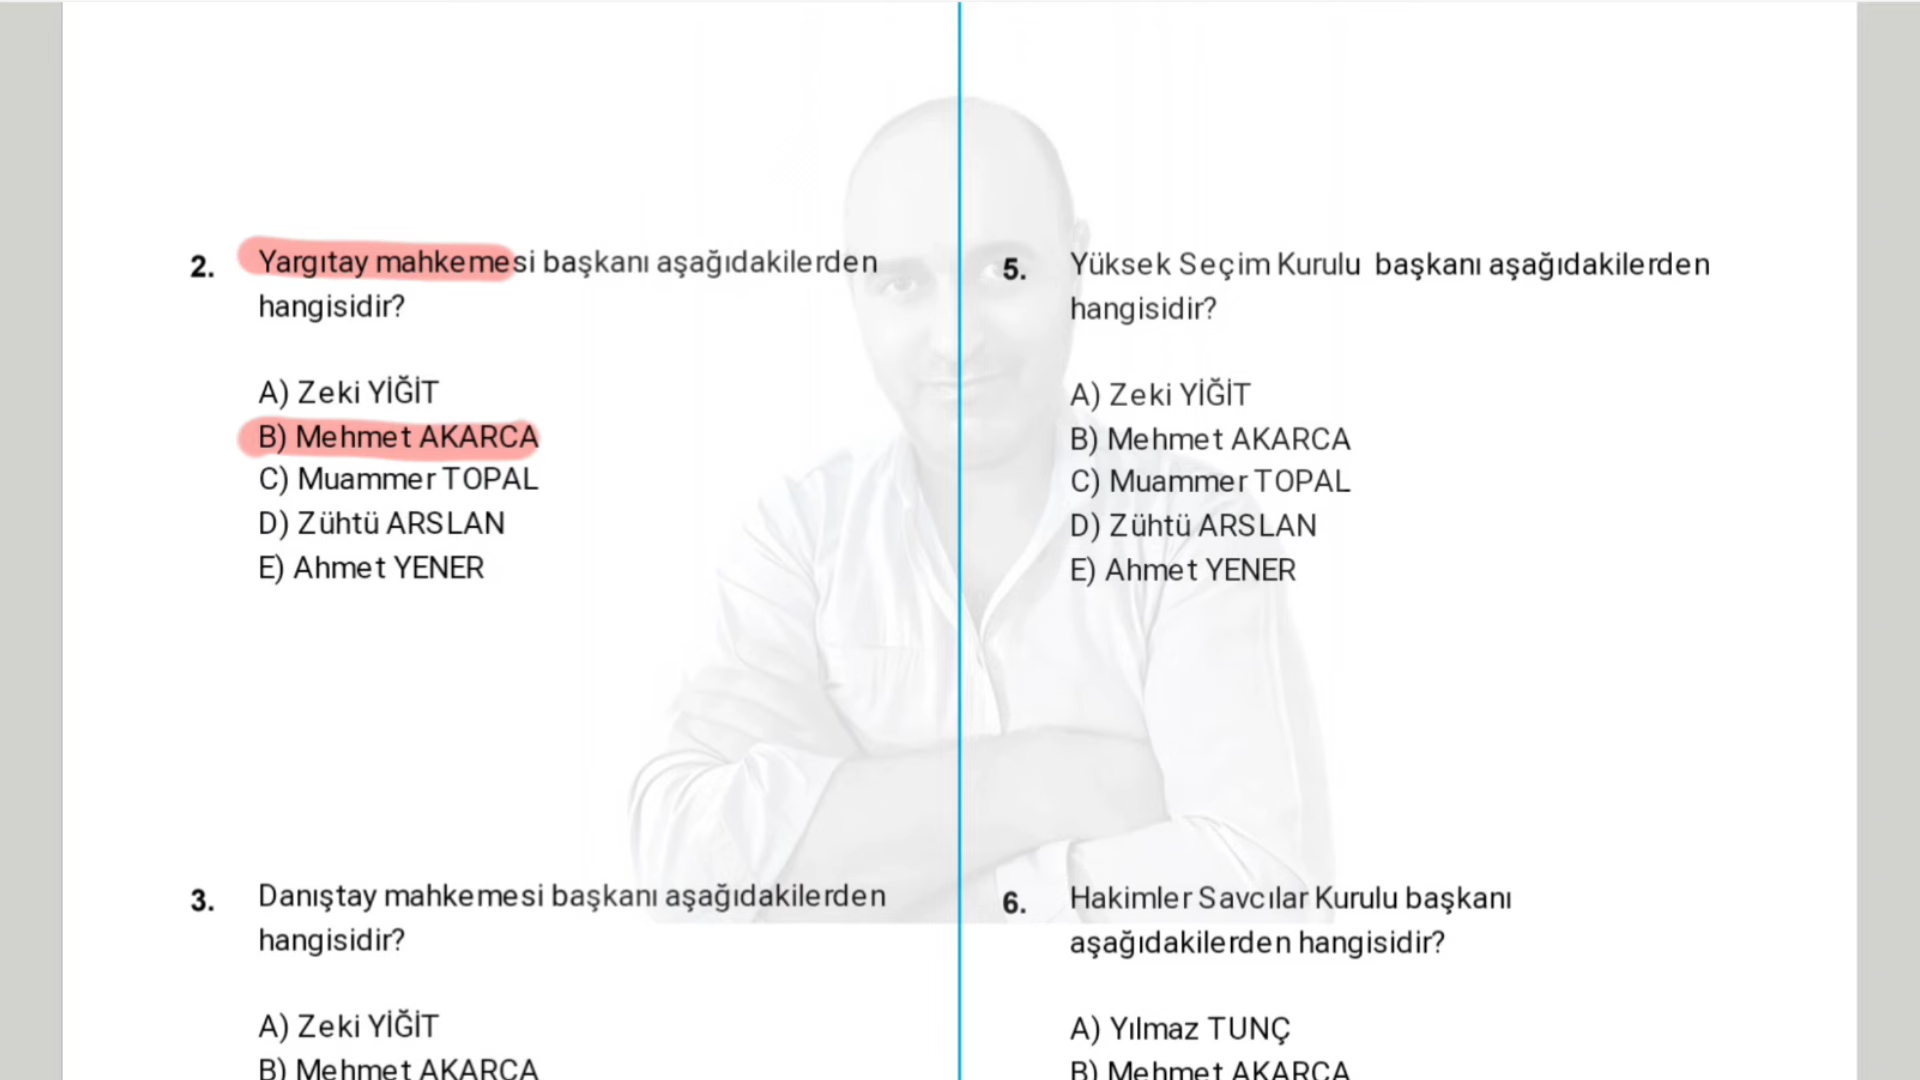 2. Yargıtay mahkemesi başkanı aşağıdakilerden
hangisidir?
A) Zeki YİĞİT
B) Mehmet AKARCA
C) Muammer TOPAL
D) Zühtü ARSLAN
E) Ahmet YENER
3. Danıştay mahkemesi başkanı aşağıdakilerden
hangisidir?
A) Zeki YİĞİT
B) Mehmet AKARCA
5. Yüksek Seçim Kurulu başkanı aşağıdakilerden
hangisidir?
A) Zeki YİĞİT
B) Mehmet AKARCA
C) Muammer TOPAL
D) Zühtü ARSLAN
E) Ahmet YENER
6. Hakimler Savcılar Kurulu başkanı
aşağıdakilerden hangisidir?
A) Yılmaz TUNÇ
B) Mehmet AKARCA